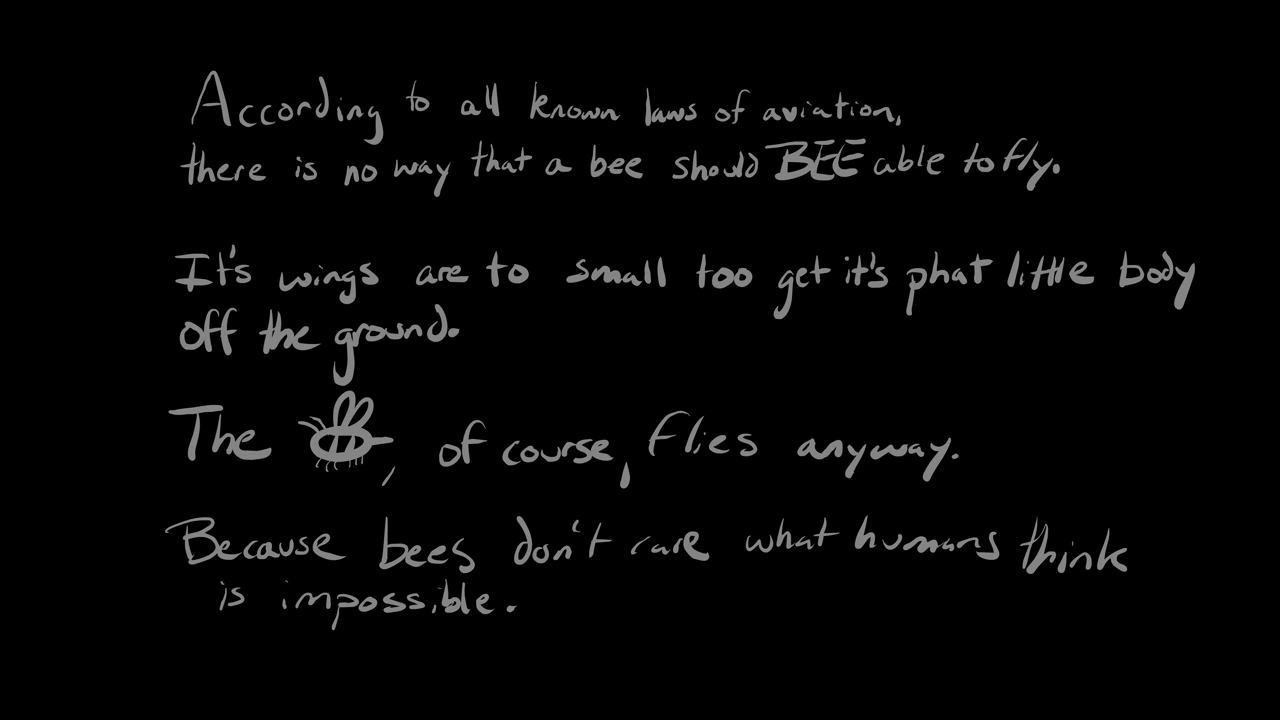 According to all known laws of aviation,
there is no way that a bee should BEE able to fly.
It's wings are to small too get it's phat little body
off the ground.
The , of course, flies anyway.
Because bees don't care what humans think
is impossible.